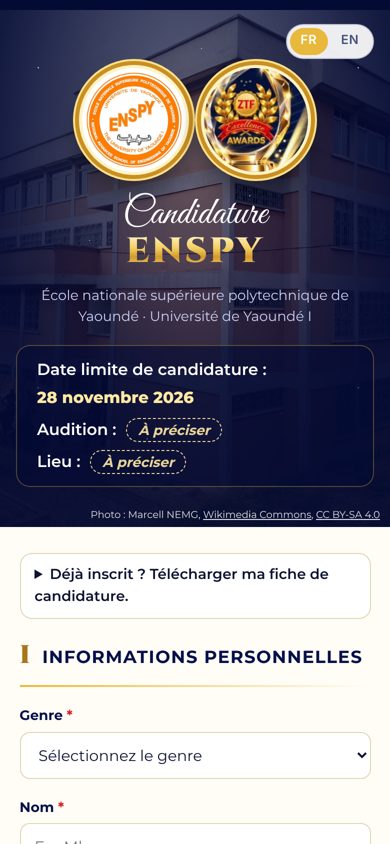 FR EN
ENSPY
ZTF
Excellence
AWARDS
Candidature
ENSPY
École nationale supérieure polytechnique de
Yaoundé · Université de Yaoundé I
Date limite de candidature :
28 novembre 2026
Audition : À préciser
Lieu : À préciser
Photo : Marcell NEMG, Wikimedia Commons, CC BY-SA 4.0
Déjà inscrit ? Télécharger ma fiche de
candidature.
I INFORMATIONS PERSONNELLES
Genre *
Sélectionnez le genre
Nom *